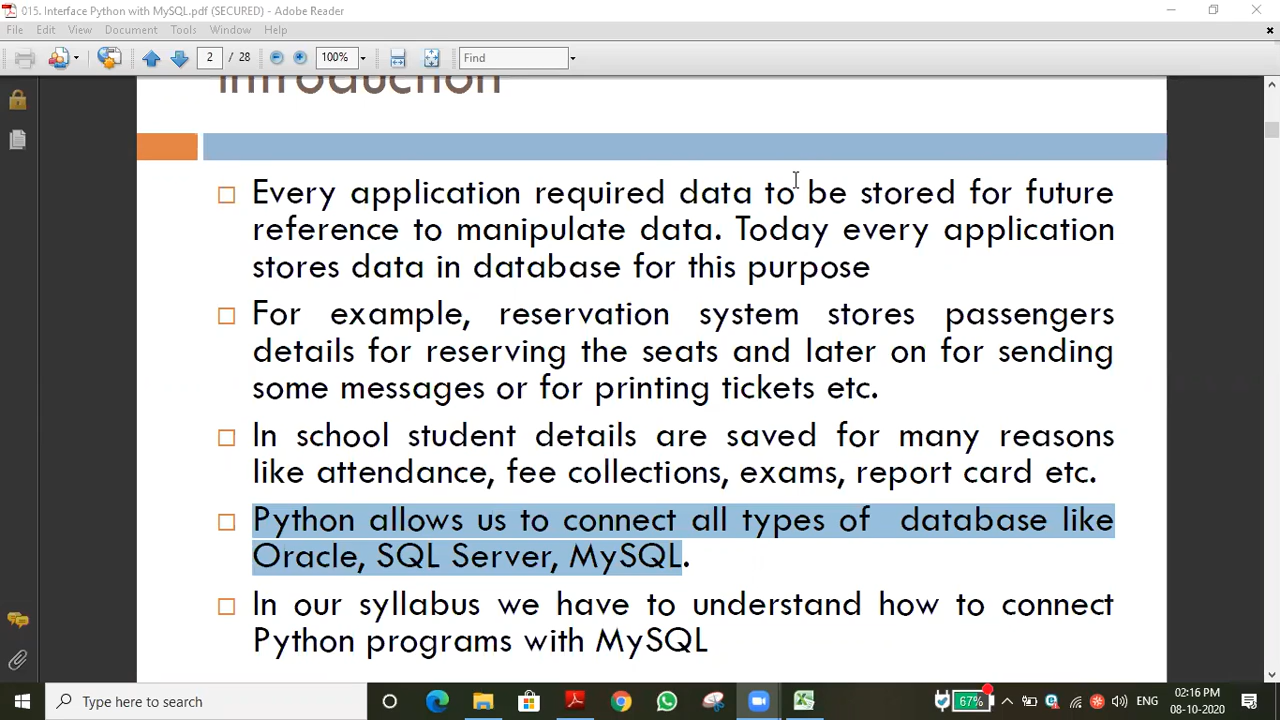 015. Interface Python with MySQL.pdf (SECURED) - Adobe Reader
File Edit View Document Tools Window Help
2 / 28 100% Find
Introduction
Every application required data to be stored for future
reference to manipulate data. Today every application
stores data in database for this purpose
For example, reservation system stores passengers
details for reserving the seats and later on for sending
some messages or for printing tickets etc.
In school student details are saved for many reasons
like attendance, fee collections, exams, report card etc.
Python allows us to connect all types of database like
Oracle, SQL Server, MySQL.
In our syllabus we have to understand how to connect
Python programs with MySQL
Type here to search
67%
ENG
02:16 PM
08-10-2020